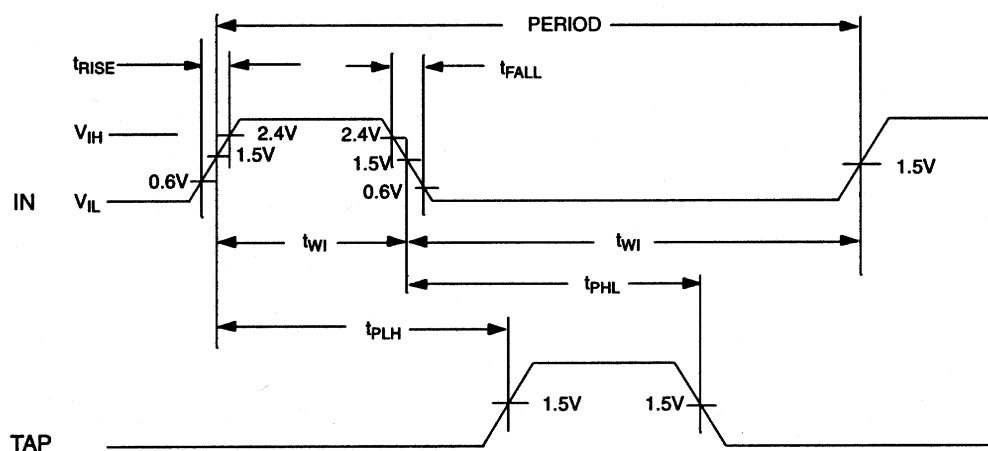 PERIOD
tRISE
tFALL
VIH
2.4V
2.4V
1.5V
1.5V
1.5V
0.6V
0.6V
IN
VIL
tWI
tWI
tPHL
tPLH
1.5V
1.5V
TAP